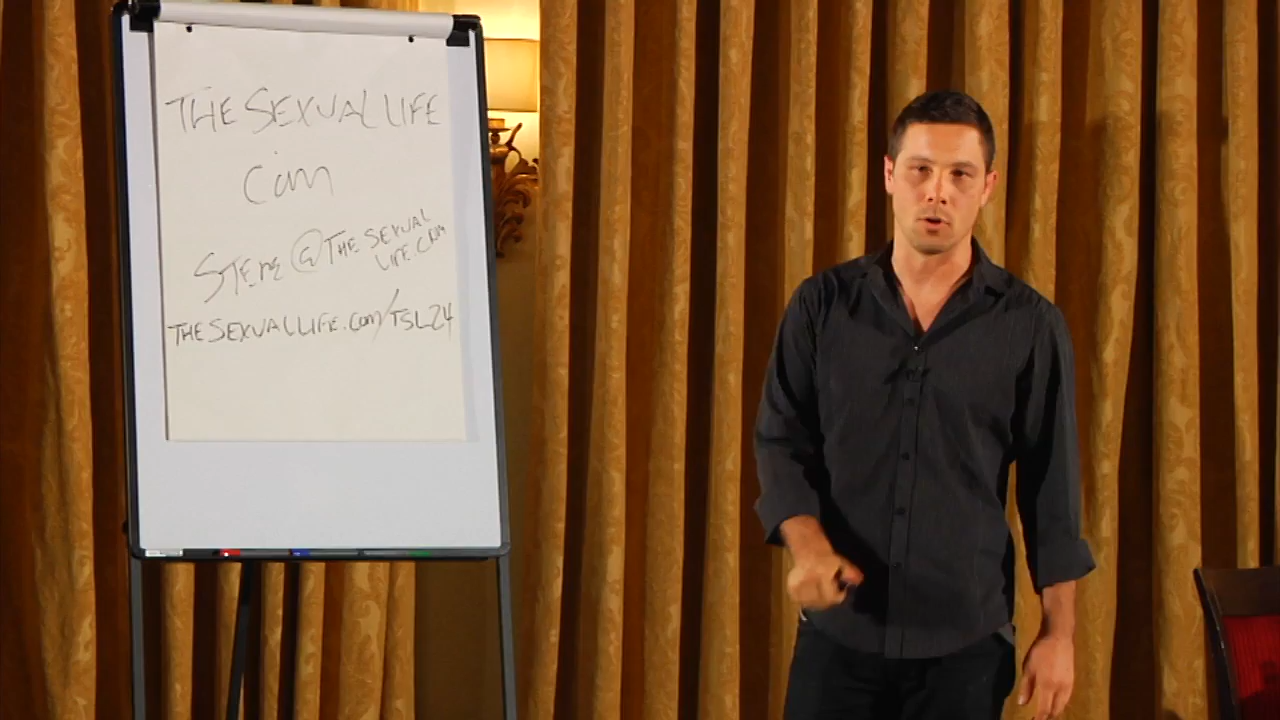 THE SEXUAL LIFE
Com
STEVE @ THE SEXUAL
LIFE.COM
THESEXUALLIFE.com/TSL24